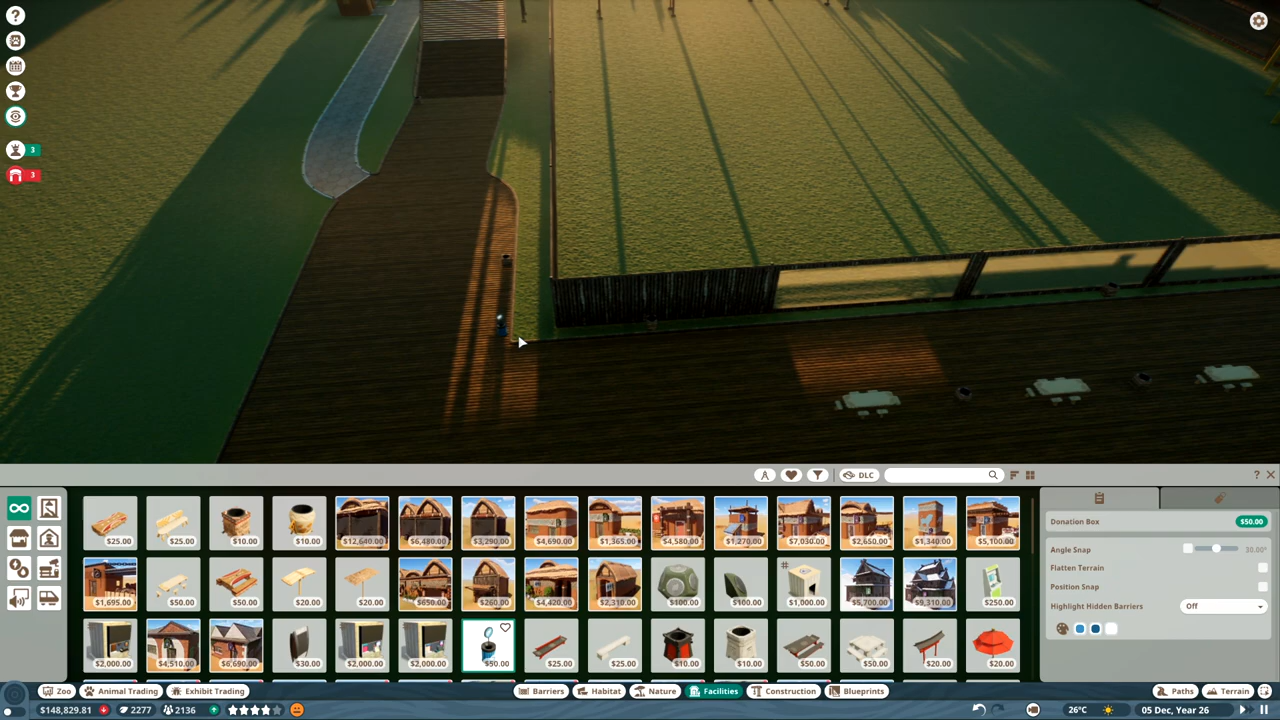 ?
3
3
DLC
?
$25.00 $25.00 $10.00 $10.00 $12,640.00 $6,480.00 $3,290.00 $4,690.00 $1,365.00 $4,580.00 $1,270.00 $7,030.00 $2,650.00 $1,340.00 $5,100.00
$1,695.00 $50.00 $50.00 $20.00 $20.00 $650.00 $260.00 $4,420.00 $2,310.00 $100.00 $100.00 # $1,000.00 $5,700.00 $9,310.00 $250.00
$2,000.00 $4,510.00 $6,690.00 $30.00 $2,000.00 $2,000.00 $50.00 $25.00 $25.00 $10.00 $10.00 $50.00 $50.00 $20.00 $20.00
Donation Box $50.00
Angle Snap 30.00°
Flatten Terrain
Position Snap
Highlight Hidden Barriers Off
Zoo Animal Trading Exhibit Trading Barriers Habitat Nature Facilities Construction Blueprints Paths Terrain
$148,829.81 2277 2136 26°C 05 Dec, Year 26